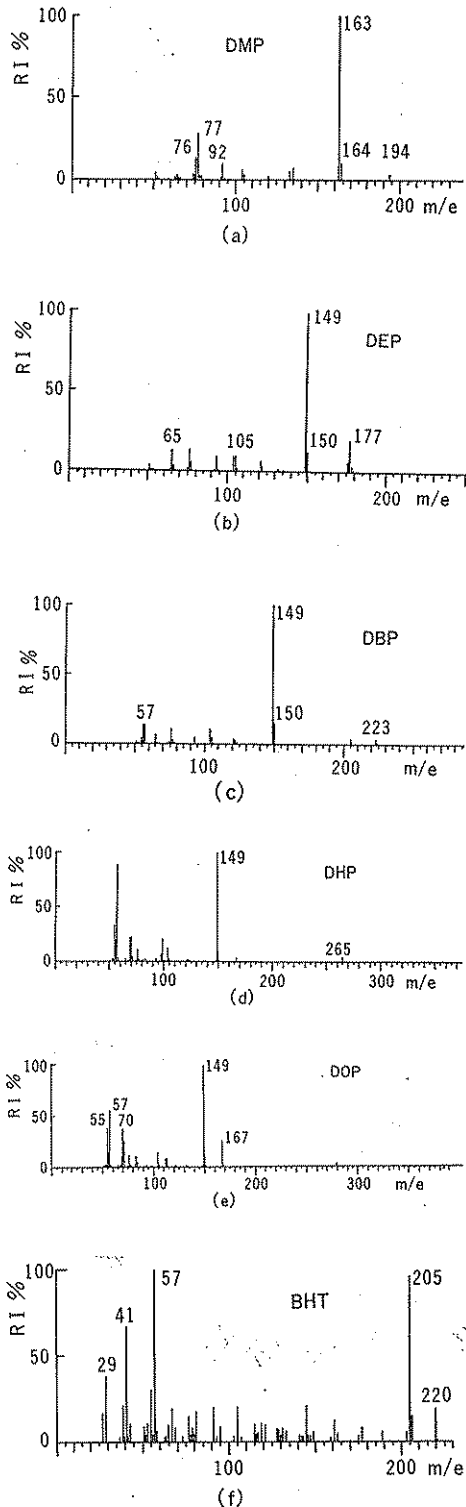 RI %
100
50
0
DMP
163
76
77
92
164
194
100
200
m/e
(a)
RI %
100
50
0
DEP
149
65
105
150
177
100
200
m/e
(b)
RI %
100
50
0
DBP
149
57
150
223
100
200
m/e
(c)
RI %
100
50
0
DHP
149
265
100
200
300
m/e
(d)
RI %
100
50
0
DOP
149
55
57
70
167
100
200
300
m/e
(e)
RI %
100
50
0
BHT
57
205
41
29
220
100
200
m/e
(f)